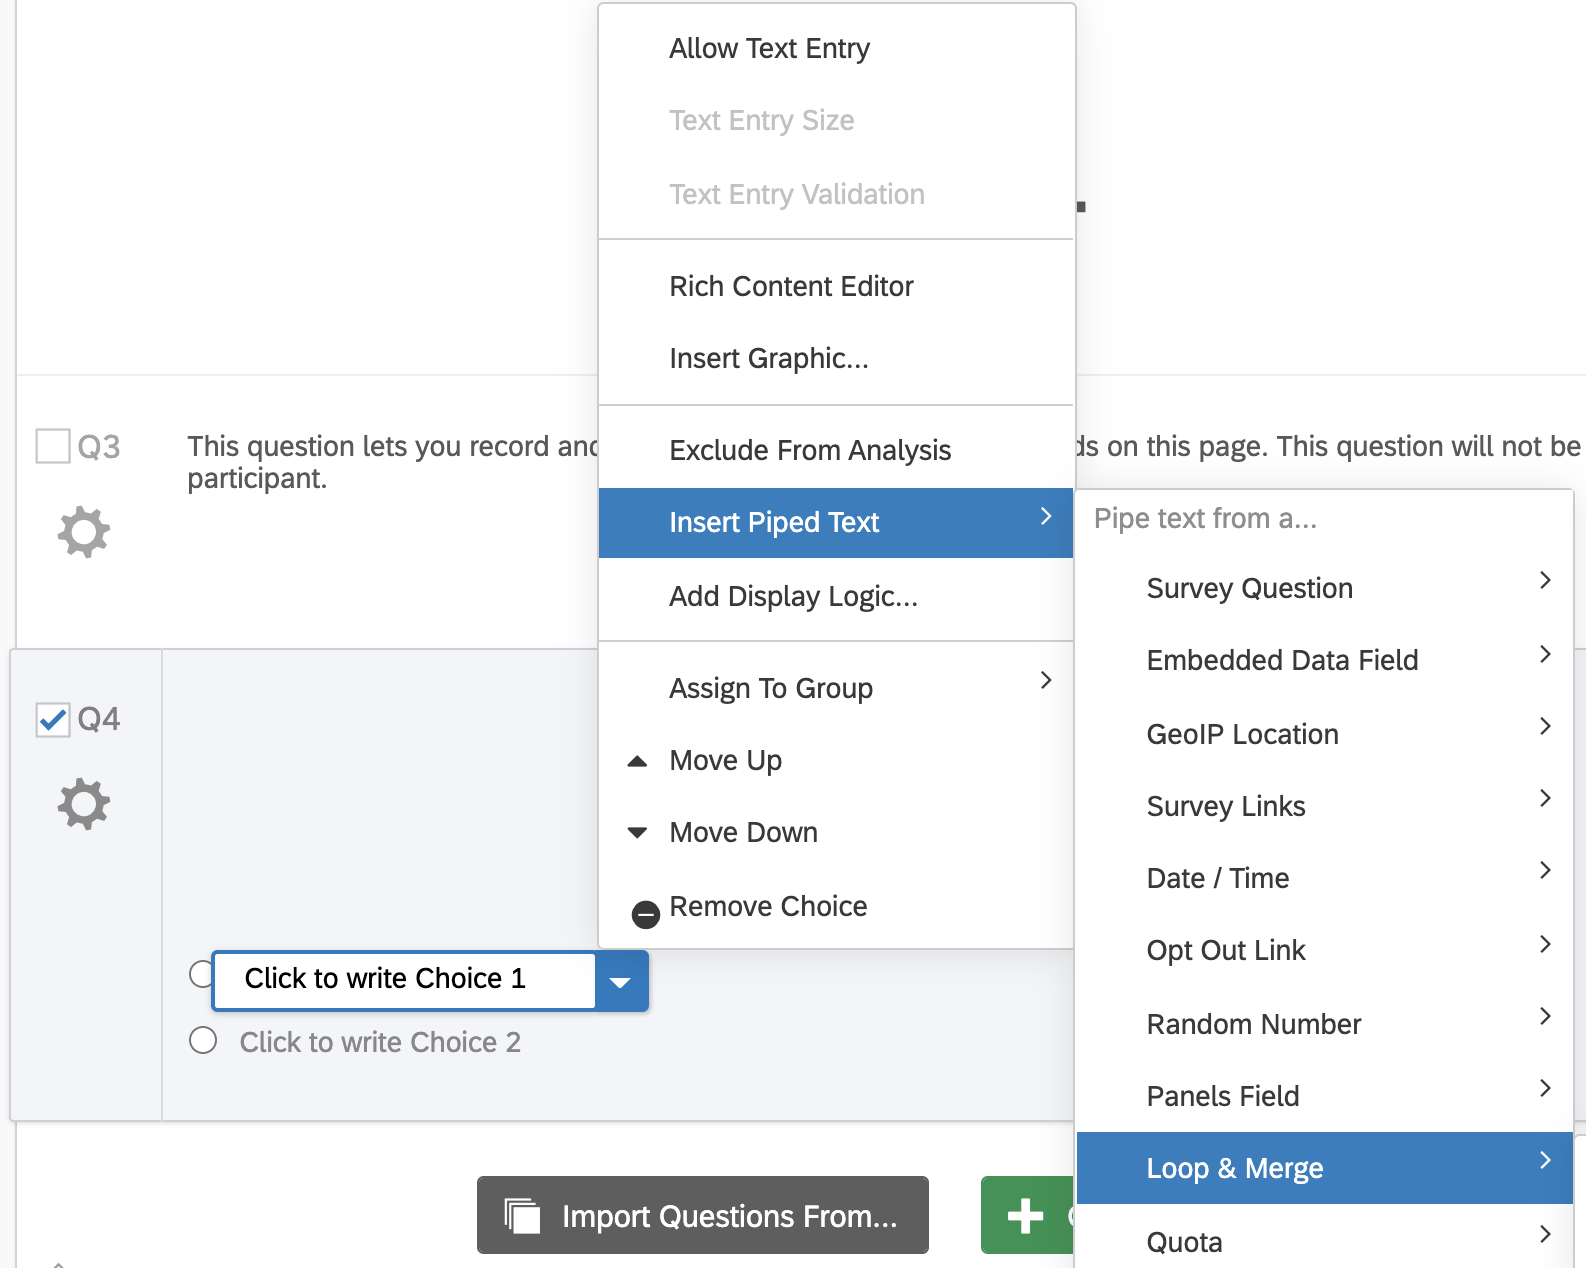 Allow Text Entry
Text Entry Size
Text Entry Validation
Rich Content Editor
Insert Graphic...
Exclude From Analysis
Insert Piped Text
Add Display Logic...
Assign To Group
Move Up
Move Down
Remove Choice
Pipe text from a...
Survey Question
Embedded Data Field
GeoIP Location
Survey Links
Date / Time
Opt Out Link
Random Number
Panels Field
Loop & Merge
Quota
Q3
This question lets you record and
on this page. This question will not be
participant.
Q4
Click to write Choice 1
Click to write Choice 2
Import Questions From...